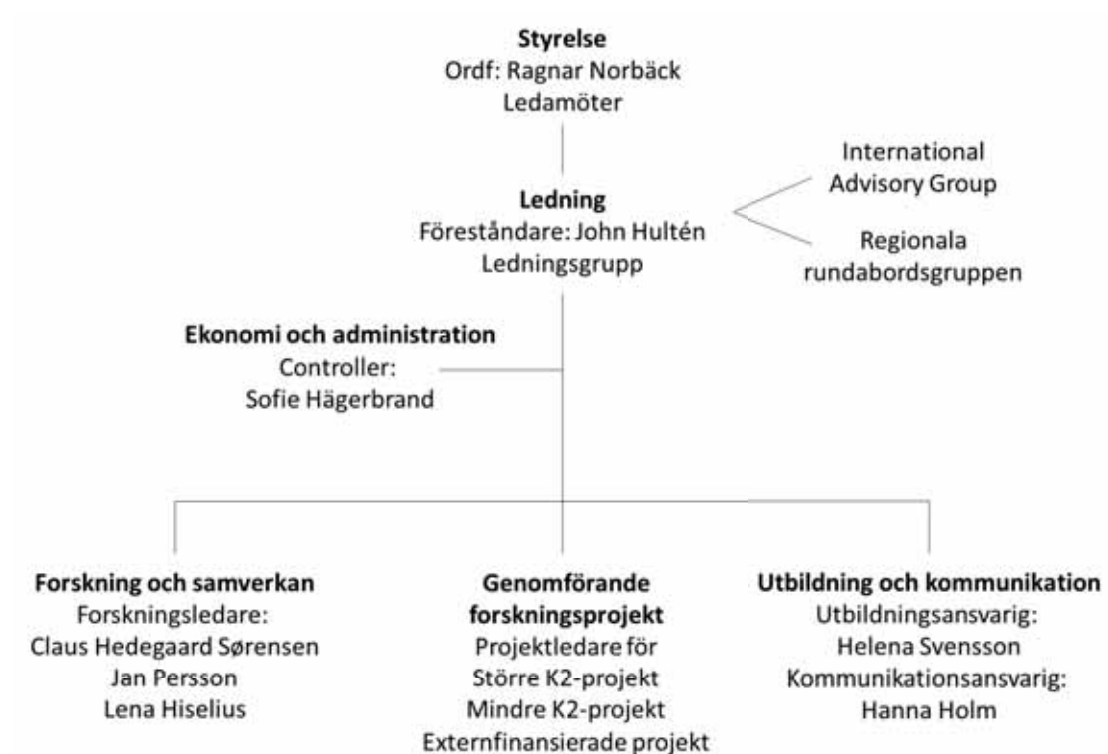 Styrelse
Ordf: Ragnar Norbäck
Ledamöter
International
Advisory Group
Ledning
Föreståndare: John Hultén
Ledningsgrupp
Regionala
rundabordsgruppen
Ekonomi och administration
Controller:
Sofie Hägerbrand
Forskning och samverkan
Forskningsledare:
Claus Hedegaard Sørensen
Jan Persson
Lena Hiselius
Genomförande
forskningsprojekt
Projektledare för
Större K2-projekt
Mindre K2-projekt
Externfinansierade projekt
Utbildning och kommunikation
Utbildningsansvarig:
Helena Svensson
Kommunikationsansvarig:
Hanna Holm